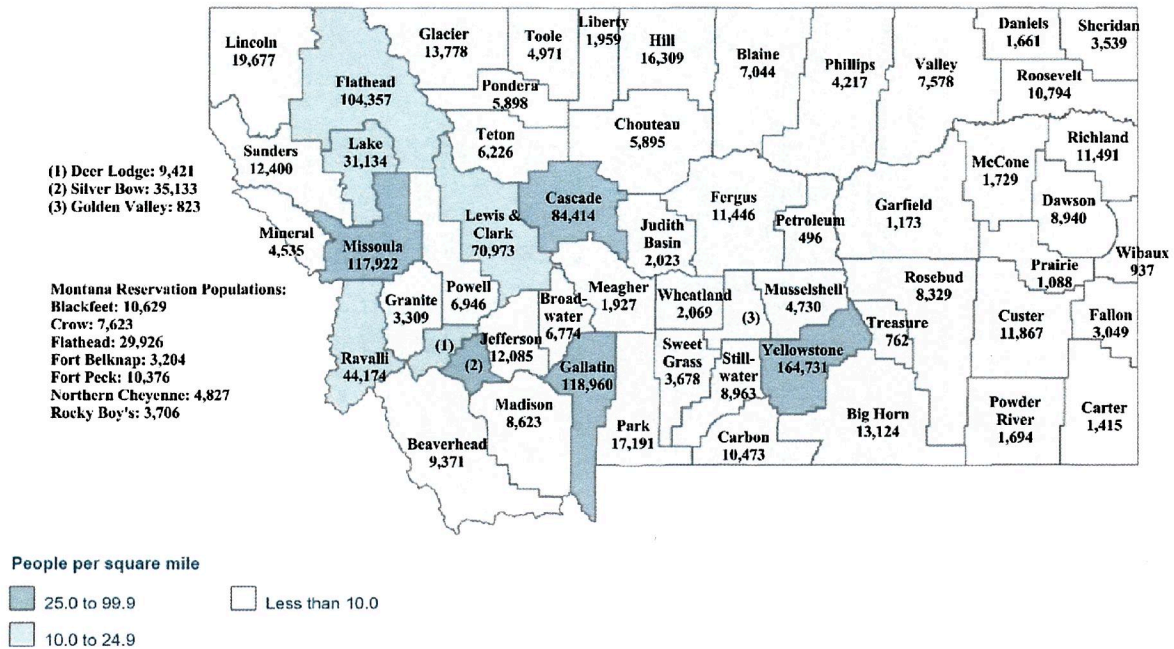 Lincoln
19,677
Flathead
104,357
Glacier
13,778
Toole
4,971
Liberty
1,959
Hill
16,309
Blaine
7,044
Phillips
4,217
Valley
7,578
Daniels
1,661
Sheridan
3,539
Roosevelt
10,794
Pondera
5,898
Teton
6,226
Chouteau
5,895
Richland
11,491
McCone
1,729
Sanders
12,400
Lake
31,134
(1) Deer Lodge: 9,421
(2) Silver Bow: 35,133
(3) Golden Valley: 823
Mineral
4,535
Missoula
117,922
Lewis &
Clark
70,973
Cascade
84,414
Judith
Basin
2,023
Fergus
11,446
Petroleum
496
Garfield
1,173
Dawson
8,940
Wibaux
937
Prairie
1,088
Montana Reservation Populations:
Blackfeet: 10,629
Crow: 7,623
Flathead: 29,926
Fort Belknap: 3,204
Fort Peck: 10,376
Northern Cheyenne: 4,827
Rocky Boy's: 3,706
Granite
3,309
Powell
6,946
Broad-
water
6,774
Meagher
1,927
Wheatland
2,069
(3)
Musselshell
4,730
Rosebud
8,329
Treasure
762
Custer
11,867
Fallon
3,049
Ravalli
44,174
(1)
(2)
Jefferson
12,085
Gallatin
118,960
Sweet
Grass
3,678
Still-
water
8,963
Yellowstone
164,731
Madison
8,623
Beaverhead
9,371
Park
17,191
Carbon
10,473
Big Horn
13,124
Powder
River
1,694
Carter
1,415
People per square mile
25.0 to 99.9
Less than 10.0
10.0 to 24.9